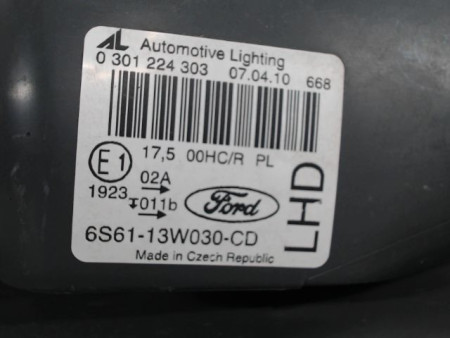 AL Automotive Lighting
0 301 224 303 07.04.10 668
E1 17,5 00HC/R PL
1923 02A
011b
Ford
6S61-13W030-CD
Made in Czech Republic
LHD